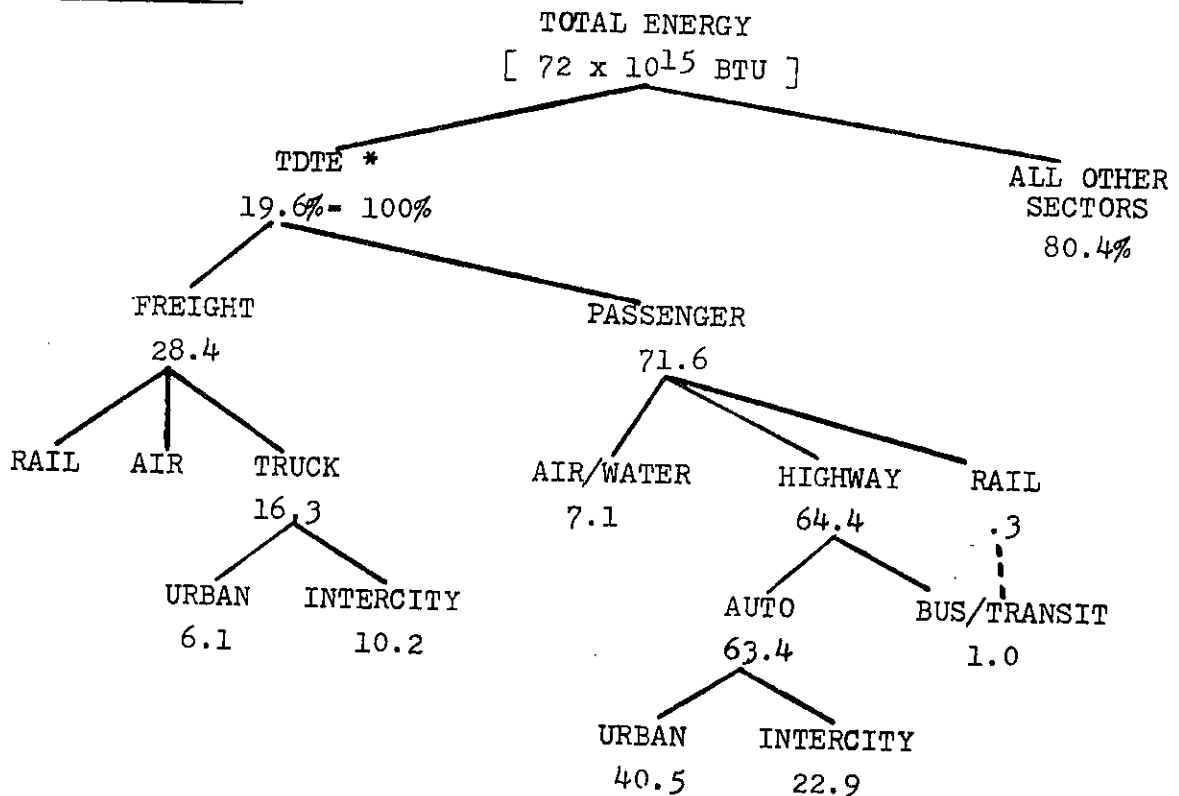 TOTAL ENERGY
[ 72 x 10^15 BTU ]
TDTE *
19.6% = 100%
ALL OTHER
SECTORS
80.4%
FREIGHT
28.4
PASSENGER
71.6
RAIL AIR TRUCK
16.3
AIR/WATER HIGHWAY RAIL
7.1 64.4 .3
URBAN INTERCITY
6.1 10.2
AUTO BUS/TRANSIT
63.4 1.0
URBAN INTERCITY
40.5 22.9